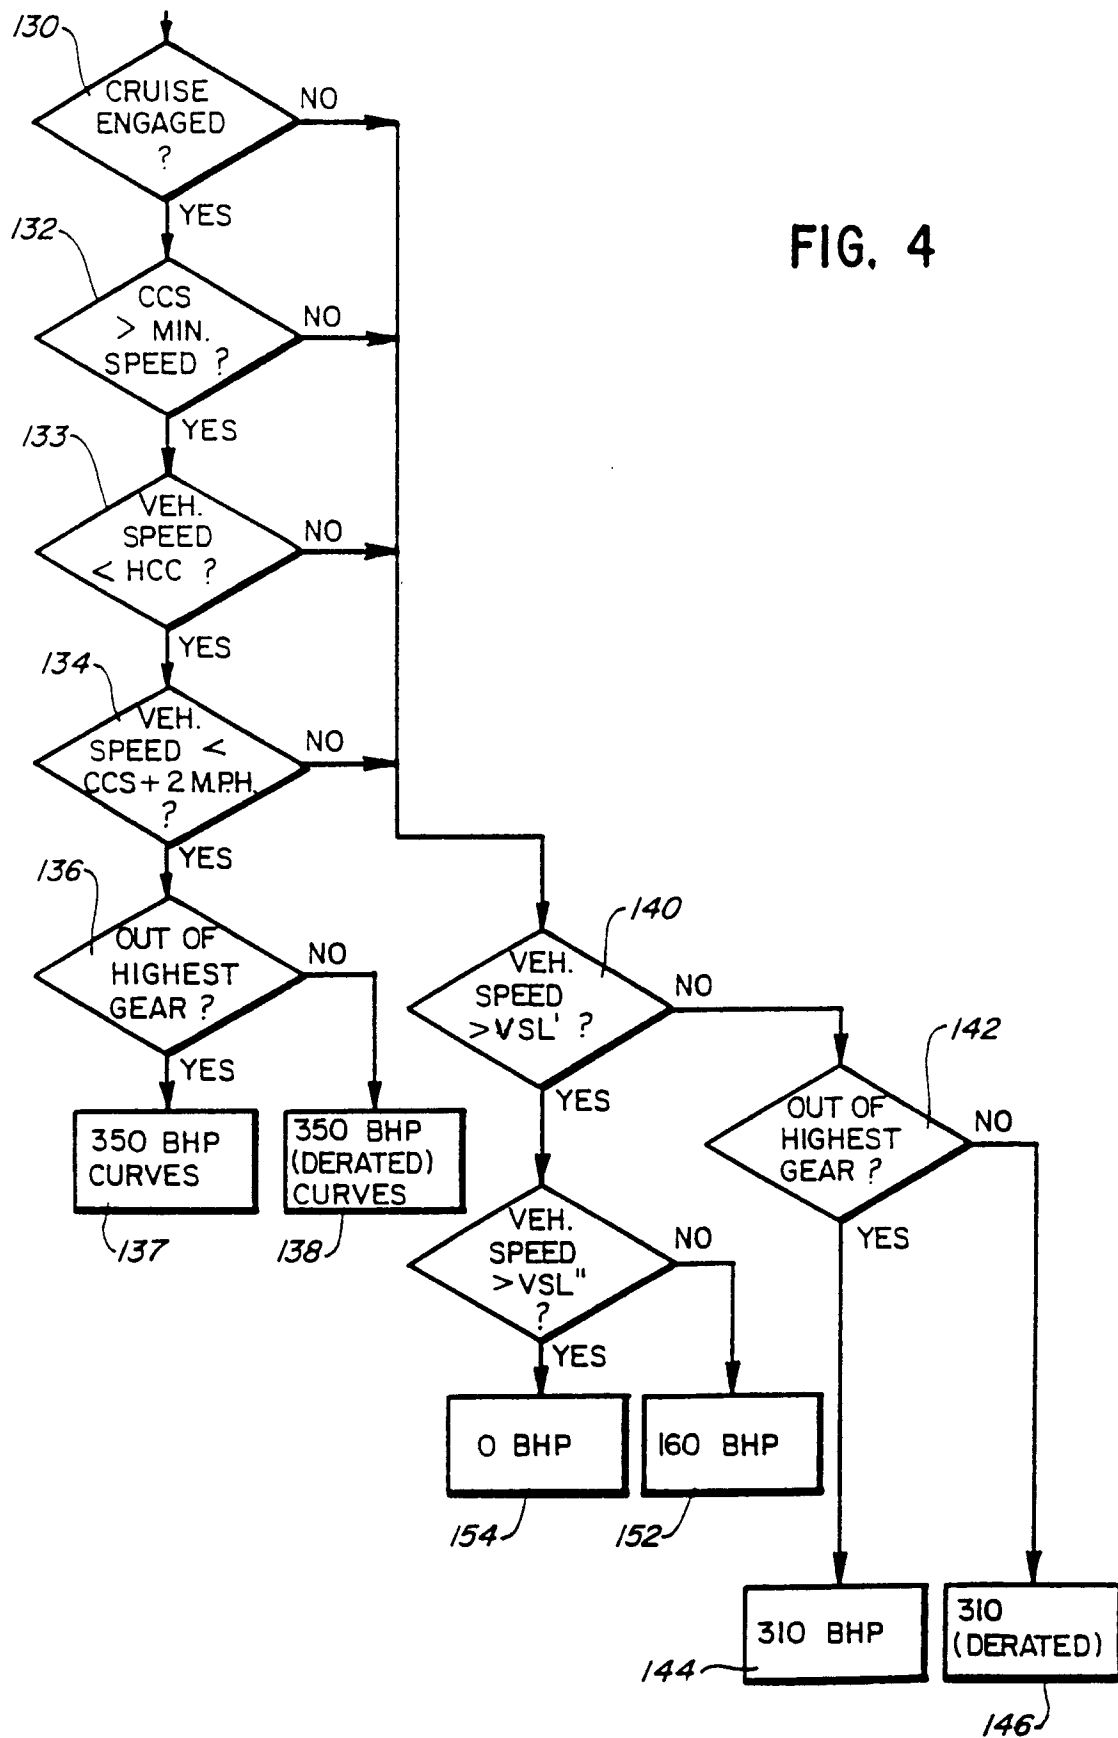 130
CRUISE
ENGAGED
?
NO
YES
FIG. 4
132
CCS
> MIN.
SPEED ?
NO
YES
133
VEH.
SPEED
< HCC ?
NO
YES
134
VEH.
SPEED <
CCS + 2 M.P.H.
?
NO
YES
136
OUT OF
HIGHEST
GEAR ?
NO
YES
350 BHP
CURVES
137
350 BHP
(DERATED)
CURVES
138
140
VEH.
SPEED
> VSL' ?
NO
YES
142
OUT OF
HIGHEST
GEAR ?
NO
YES
VEH.
SPEED
> VSL"
?
NO
YES
0 BHP
154
160 BHP
152
310 BHP
144
310
(DERATED)
146